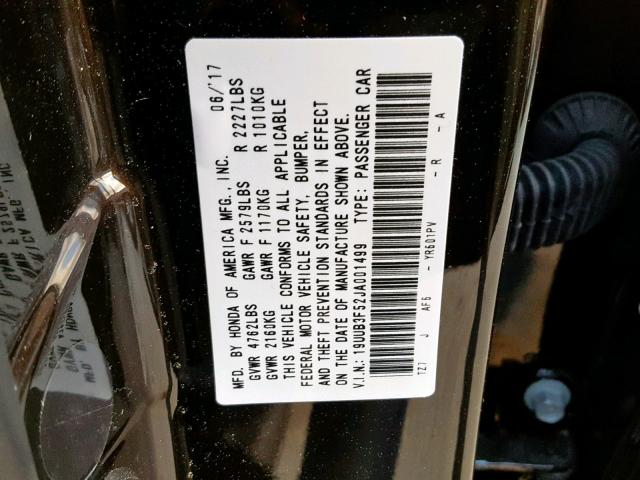 MFD. BY HONDA OF AMERICA MFG., INC. 06/'17
GVWR 4762LBS GAWR F 2579LBS R 2227LBS
GVWR 2160KG GAWR F 1170KG R 1010KG
THIS VEHICLE CONFORMS TO ALL APPLICABLE
FEDERAL MOTOR VEHICLE SAFETY, BUMPER,
AND THEFT PREVENTION STANDARDS IN EFFECT
ON THE DATE OF MANUFACTURE SHOWN ABOVE.
V.I.N.: 19UUB3F52JA001499 TYPE: PASSENGER CAR
TZ7 J AF6 - YR601PV - R - A